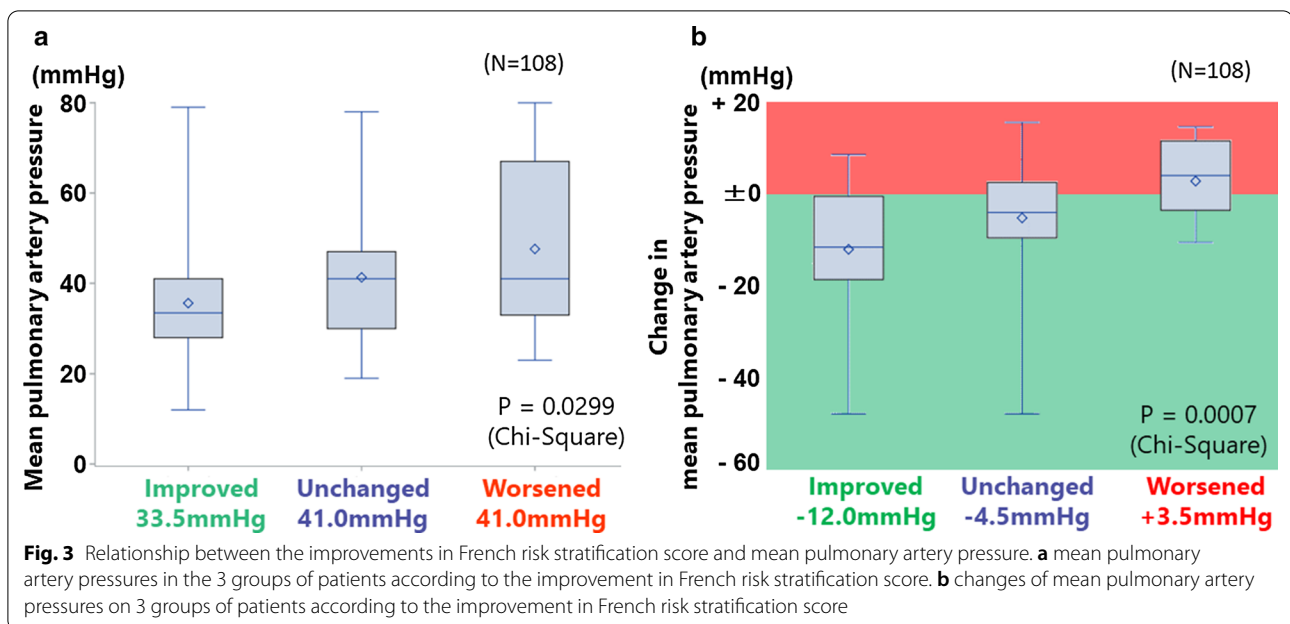 a
(mmHg)
(N=108)
Mean pulmonary artery pressure
80
60
40
20
0
P = 0.0299
(Chi-Square)
Improved
33.5mmHg
Unchanged
41.0mmHg
Worsened
41.0mmHg
b
(mmHg)
(N=108)
Change in
mean pulmonary artery pressure
+ 20
±0
- 20
- 40
- 60
P = 0.0007
(Chi-Square)
Improved
-12.0mmHg
Unchanged
-4.5mmHg
Worsened
+3.5mmHg
Fig. 3 Relationship between the improvements in French risk stratification score and mean pulmonary artery pressure. a mean pulmonary
artery pressures in the 3 groups of patients according to the improvement in French risk stratification score. b changes of mean pulmonary artery
pressures on 3 groups of patients according to the improvement in French risk stratification score